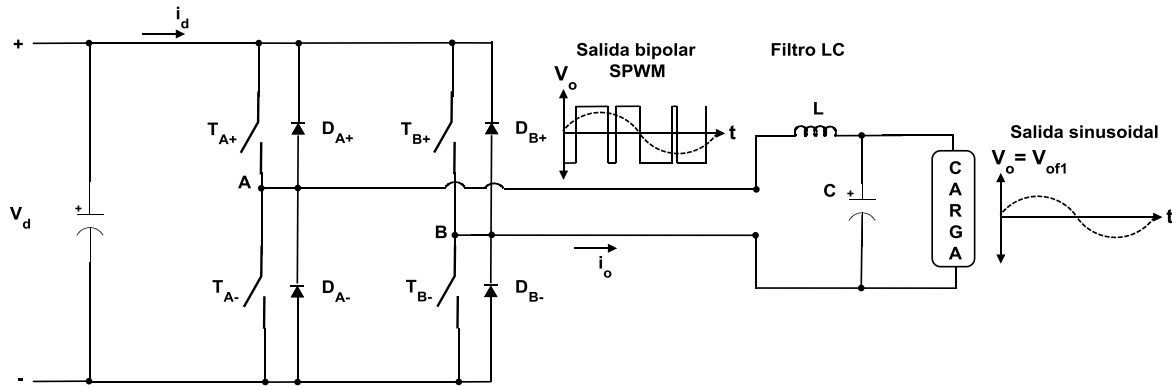 i_d
+
Salida bipolar
SPWM
Filtro LC
V_o
t
T_A+
D_A+
T_B+
D_B+
L
Salida sinusoidal
V_o = V_of1
t
A
V_d
+
C
+
CARGA
B
i_o
T_A-
D_A-
T_B-
D_B-
-